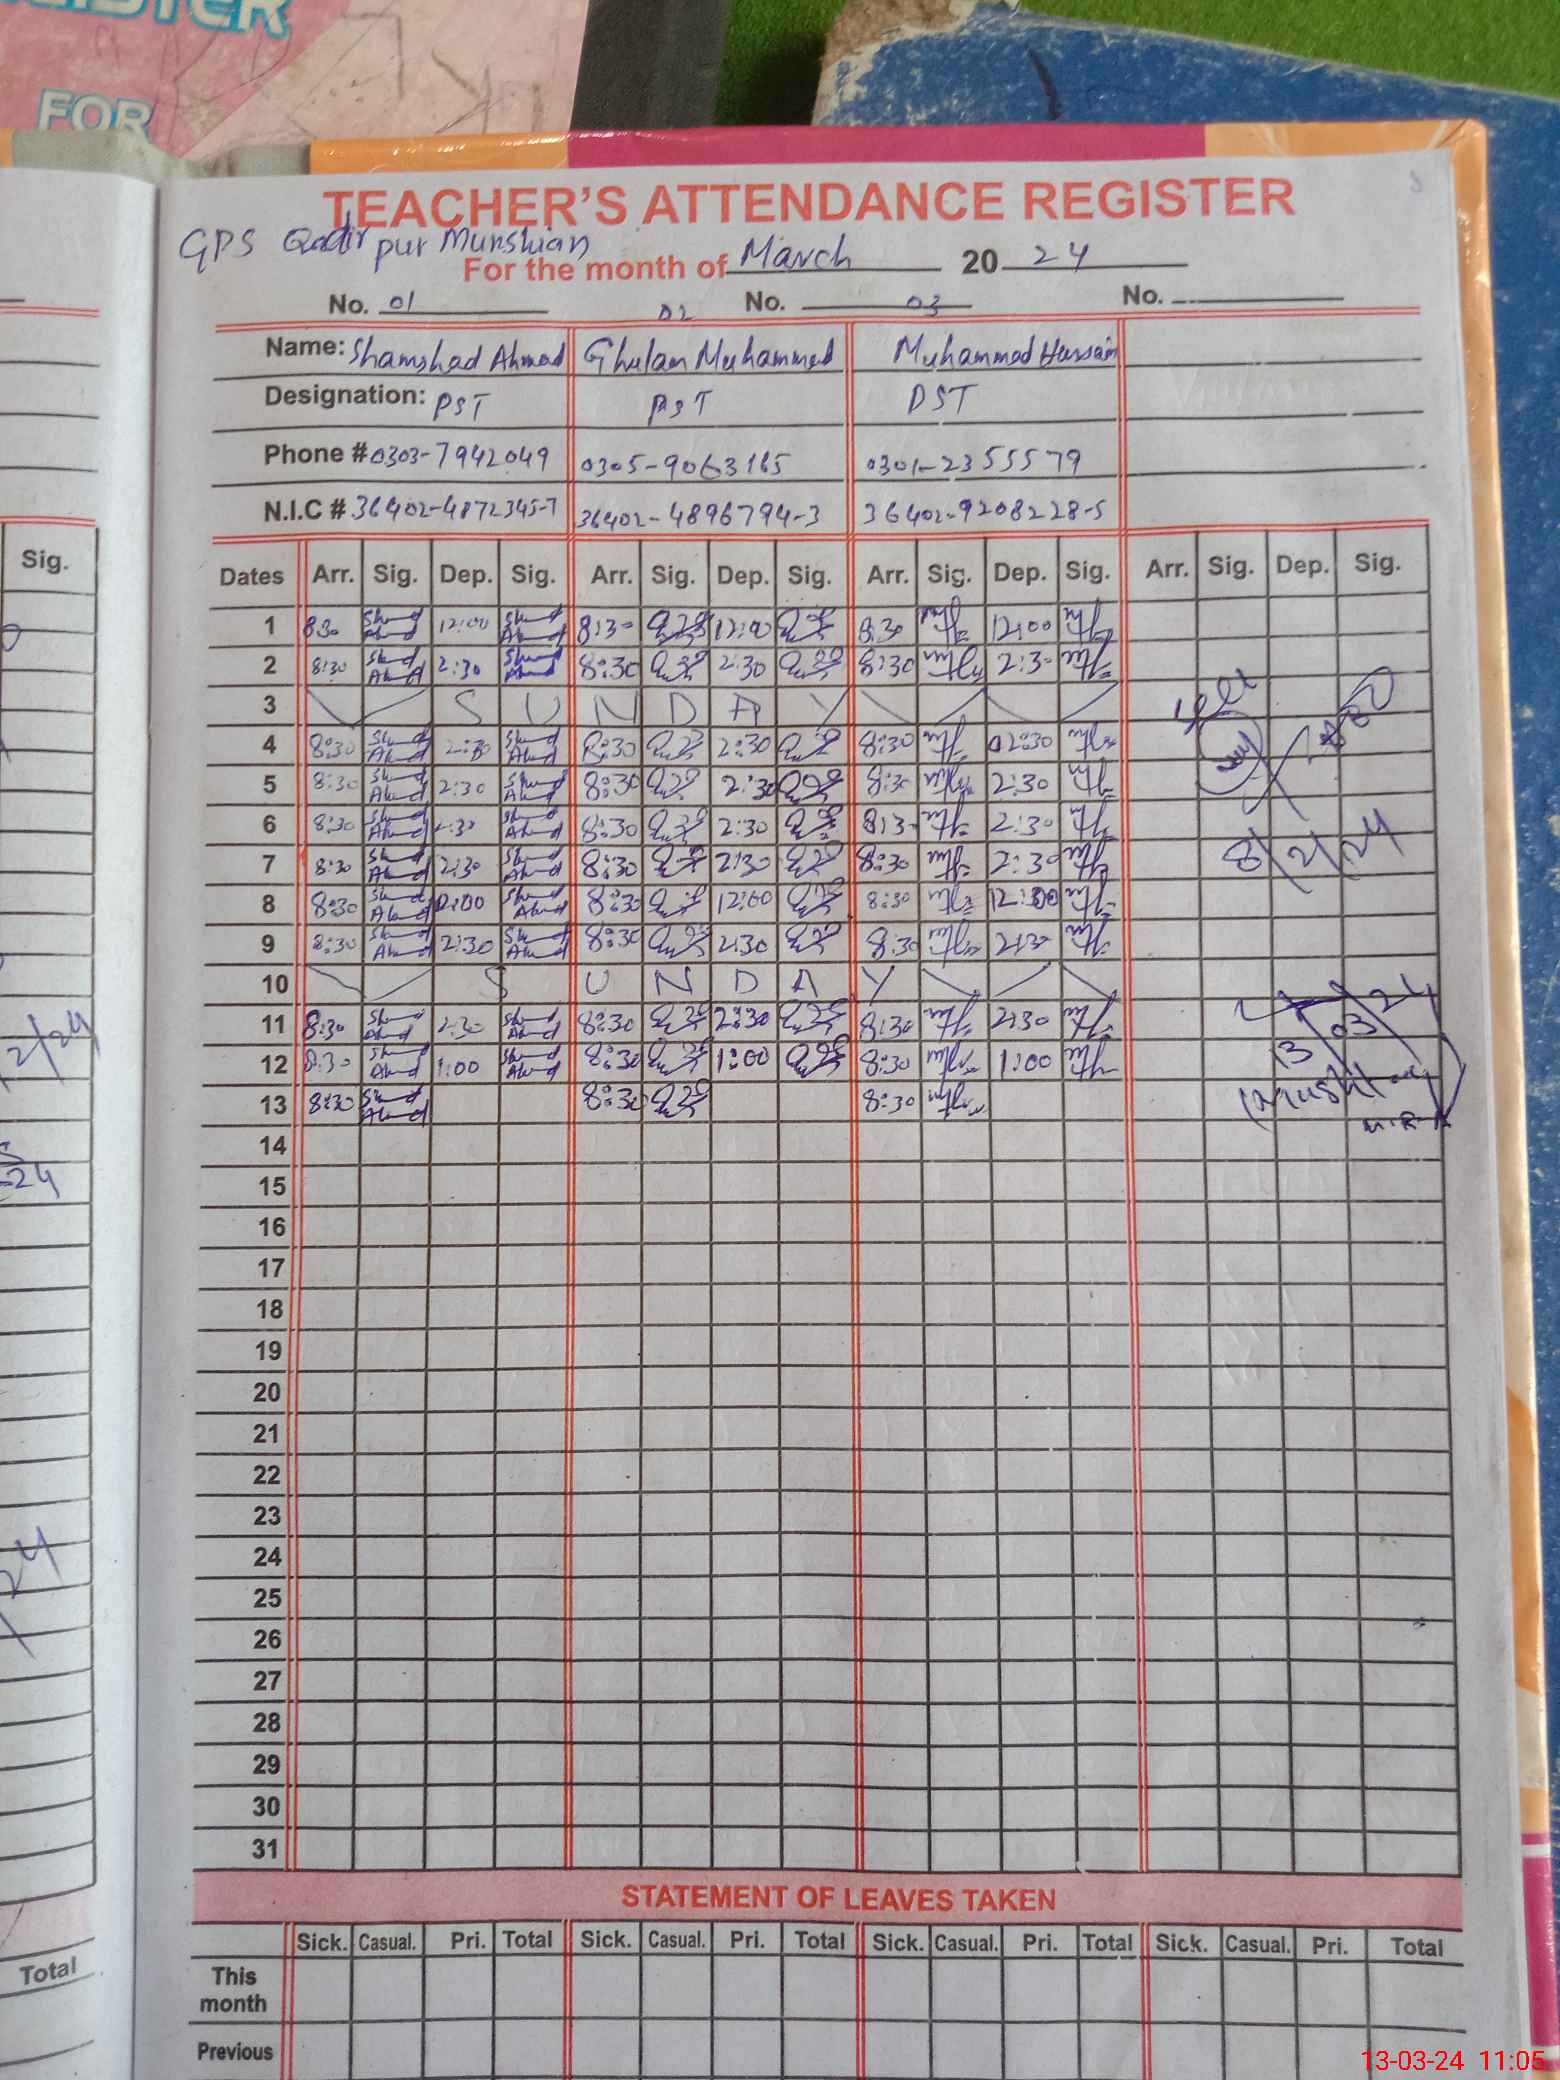 FOR
TEACHER'S ATTENDANCE REGISTER
GPS Qadir pur Munshian
For the month of March 2024
No. 01 02 No. 03 No.
Name: Shamshad Ahmad Ghulam Muhammad Muhammad Hussain
Designation: PST PST PST
Phone # 0303-7942049 0305-9063165 0301-2355579
N.I.C # 36402-4872345-7 36402-4896794-3 36402-9208228-5
Sig.
Dates Arr. Sig. Dep. Sig. Arr. Sig. Dep. Sig. Arr. Sig. Dep. Sig. Arr. Sig. Dep. Sig.
1 8:30 12:00 8:30 12:00 8:30 12:00
2 8:30 2:30 8:30 2:30 8:30 2:30
3 S U N D A Y
4 8:30 2:30 8:30 2:30 8:30 02:30
5 8:30 2:30 8:30 2:30 8:30 2:30
6 8:30 2:30 8:30 2:30 8:30 2:30
7 8:30 2:30 8:30 2:30 8:30 2:30
8/2/24
8 8:30 12:00 8:30 12:00 8:30 12:00
9 8:30 2:30 8:30 2:30 8:30 2:30
10 S U N D A Y
11 8:30 2:30 8:30 2:30 8:30 2:30
13/03/24
12 8:30 1:00 8:30 1:00 8:30 1:00
13 8:30 8:30 8:30
14
15
16
17
18
19
20
21
22
23
24
25
26
27
28
29
30
31
STATEMENT OF LEAVES TAKEN
Total
Sick. Casual. Pri. Total Sick. Casual. Pri. Total Sick. Casual. Pri. Total Sick. Casual. Pri. Total
This
month
Previous
13-03-24 11:05